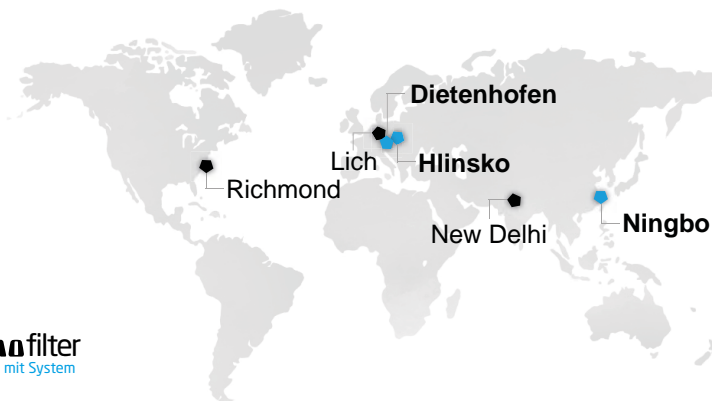 Dietenhofen
Lich
Hlinsko
Richmond
New Delhi
Ningbo
filter
mit System